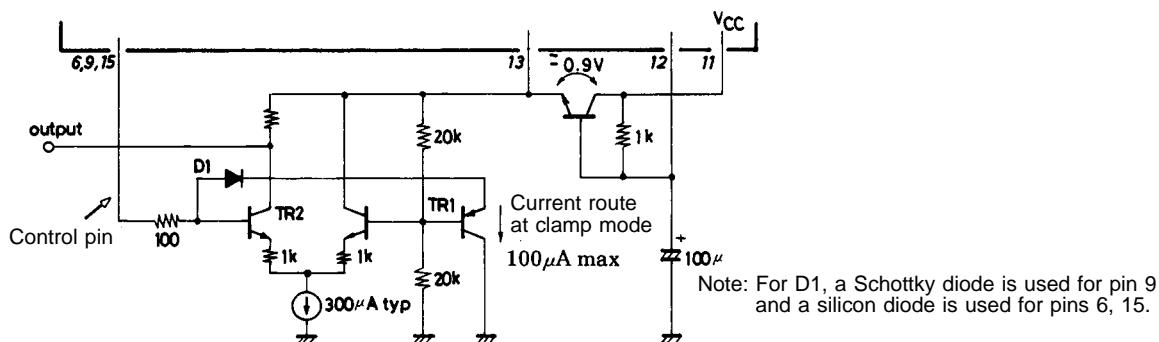 VCC
6,9,15
13
≒0.9V
12
11
output
20k
1k
D1
TR2
TR1
Control pin
100
Current route
at clamp mode
100μA max
1k
1k
20k
+
100μ
300μA typ
Note: For D1, a Schottky diode is used for pin 9
and a silicon diode is used for pins 6, 15.